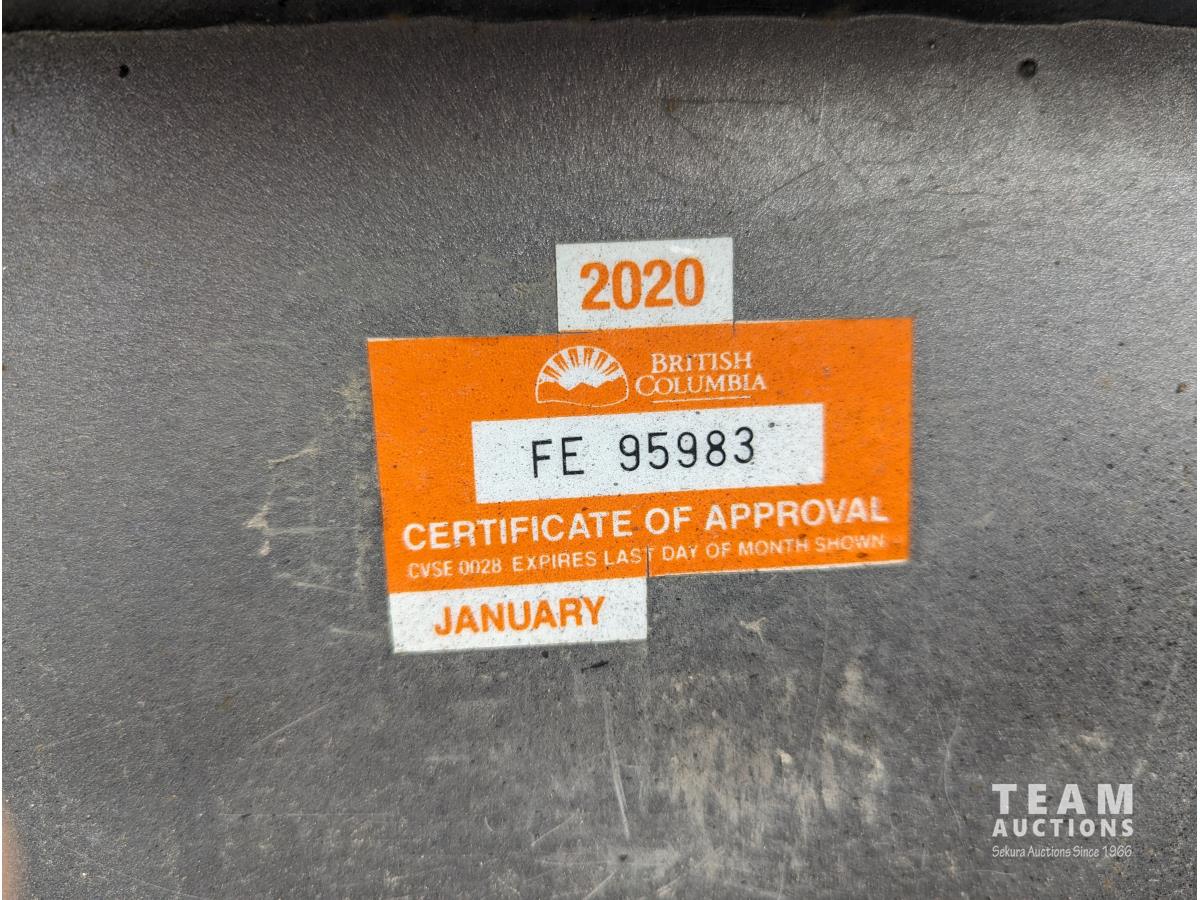 2020
BRITISH
COLUMBIA
FE 95983
CERTIFICATE OF APPROVAL
CVSE 0028 EXPIRES LAST DAY OF MONTH SHOWN
JANUARY
TEAM
AUCTIONS
Sekura Auctions Since 1966